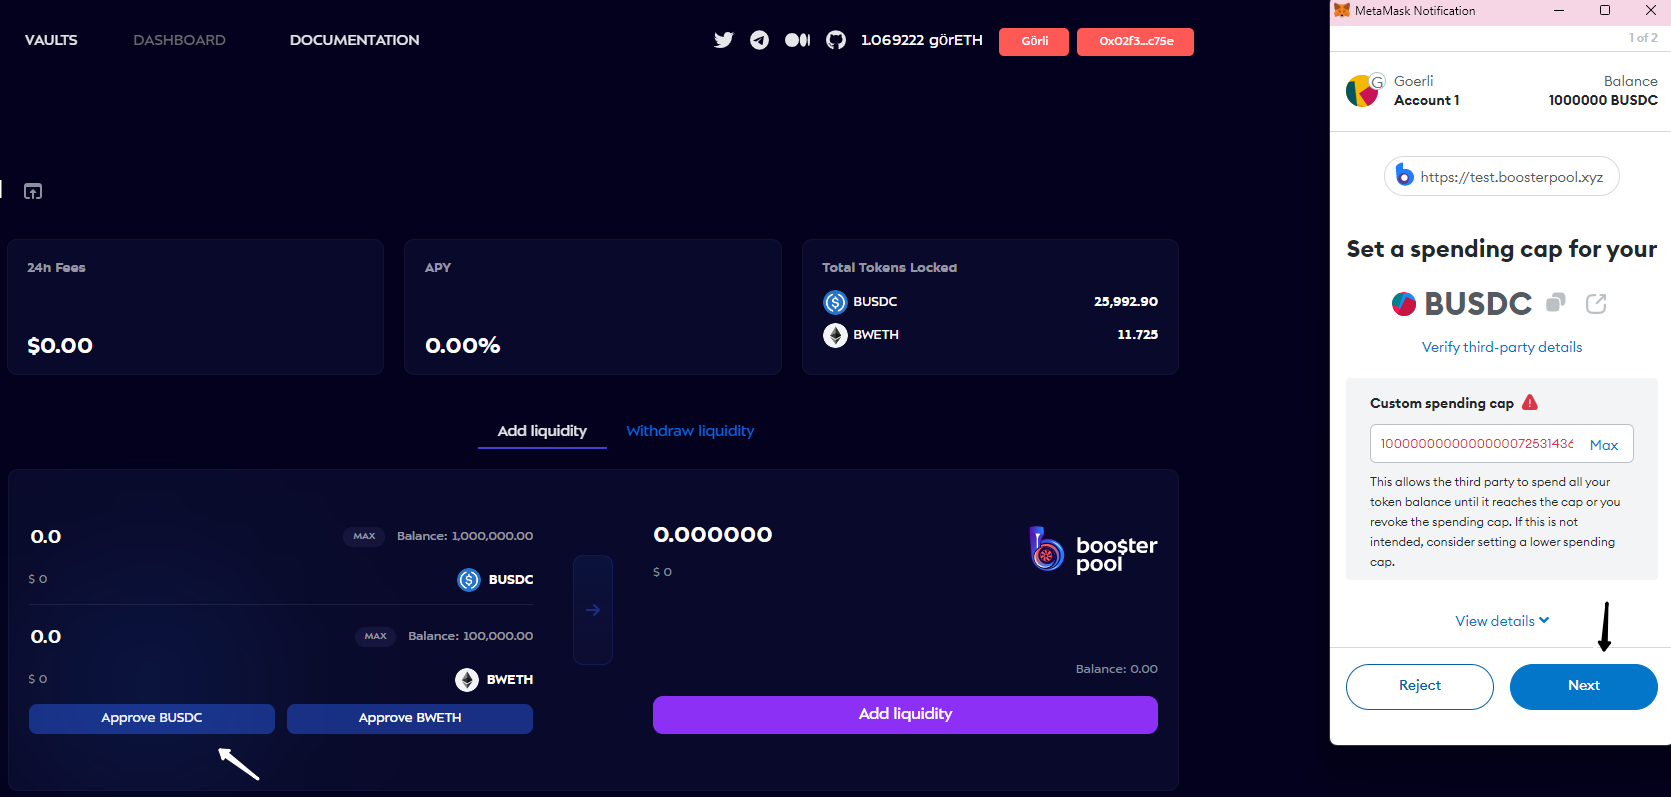 VAULTS DASHBOARD DOCUMENTATION 1.069222 görETH Görli 0x02f3...c75e
24h Fees
$0.00
APY
0.00%
Total Tokens Locked
BUSDC 25,992.90
BWETH 11.725
Add liquidity Withdraw liquidity
0.0 MAX Balance: 1,000,000.00
$ 0 BUSDC
0.0 MAX Balance: 100,000.00
$ 0 BWETH
Approve BUSDC Approve BWETH
0.000000
$ 0
booster
pool
Balance: 0.00
Add liquidity
MetaMask Notification
1 of 2
Goerli Balance
Account 1 1000000 BUSDC
G
https://test.boosterpool.xyz
Set a spending cap for your
BUSDC
Verify third-party details
Custom spending cap
Max
This allows the third party to spend all your
token balance until it reaches the cap or you
revoke the spending cap. If this is not
intended, consider setting a lower spending
cap.
View details
Reject Next